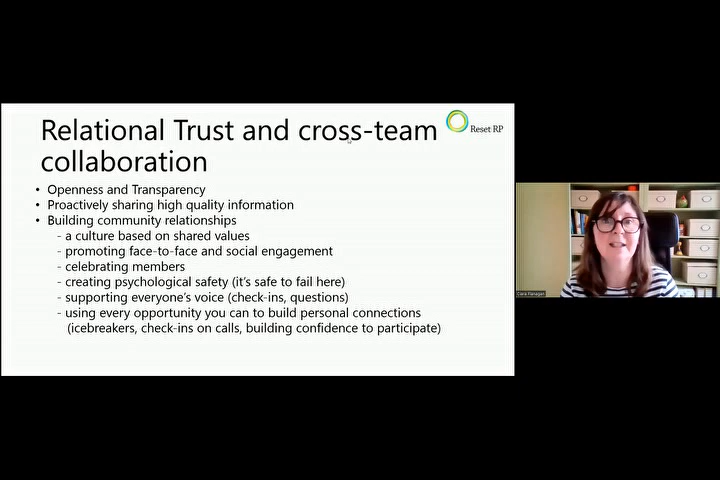 Relational Trust and cross-team
collaboration
Reset RP
• Openness and Transparency
• Proactively sharing high quality information
• Building community relationships
- a culture based on shared values
- promoting face-to-face and social engagement
- celebrating members
- creating psychological safety (it's safe to fail here)
- supporting everyone's voice (check-ins, questions)
- using every opportunity you can to build personal connections
(icebreakers, check-ins on calls, building confidence to participate)